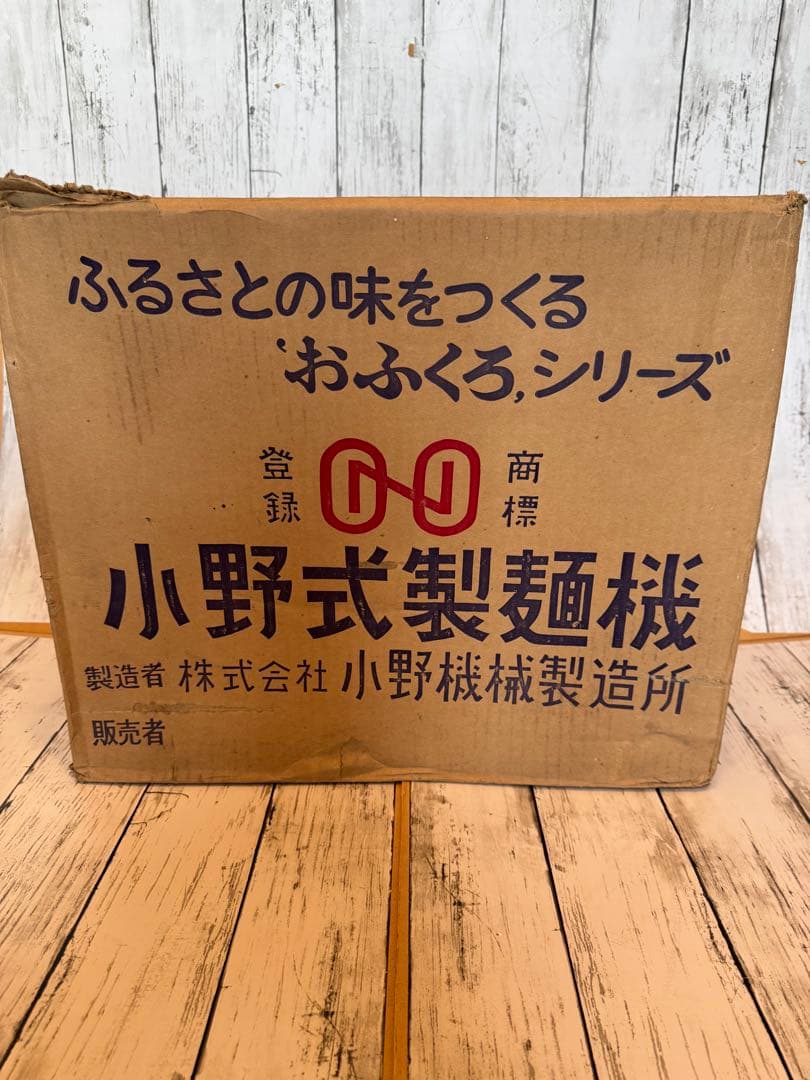 ふるさとの味をつくる
‘おふくろ,シリーズ
登録 商標
小野式製麺機
製造者 株式会社 小野機械製造所
販売者